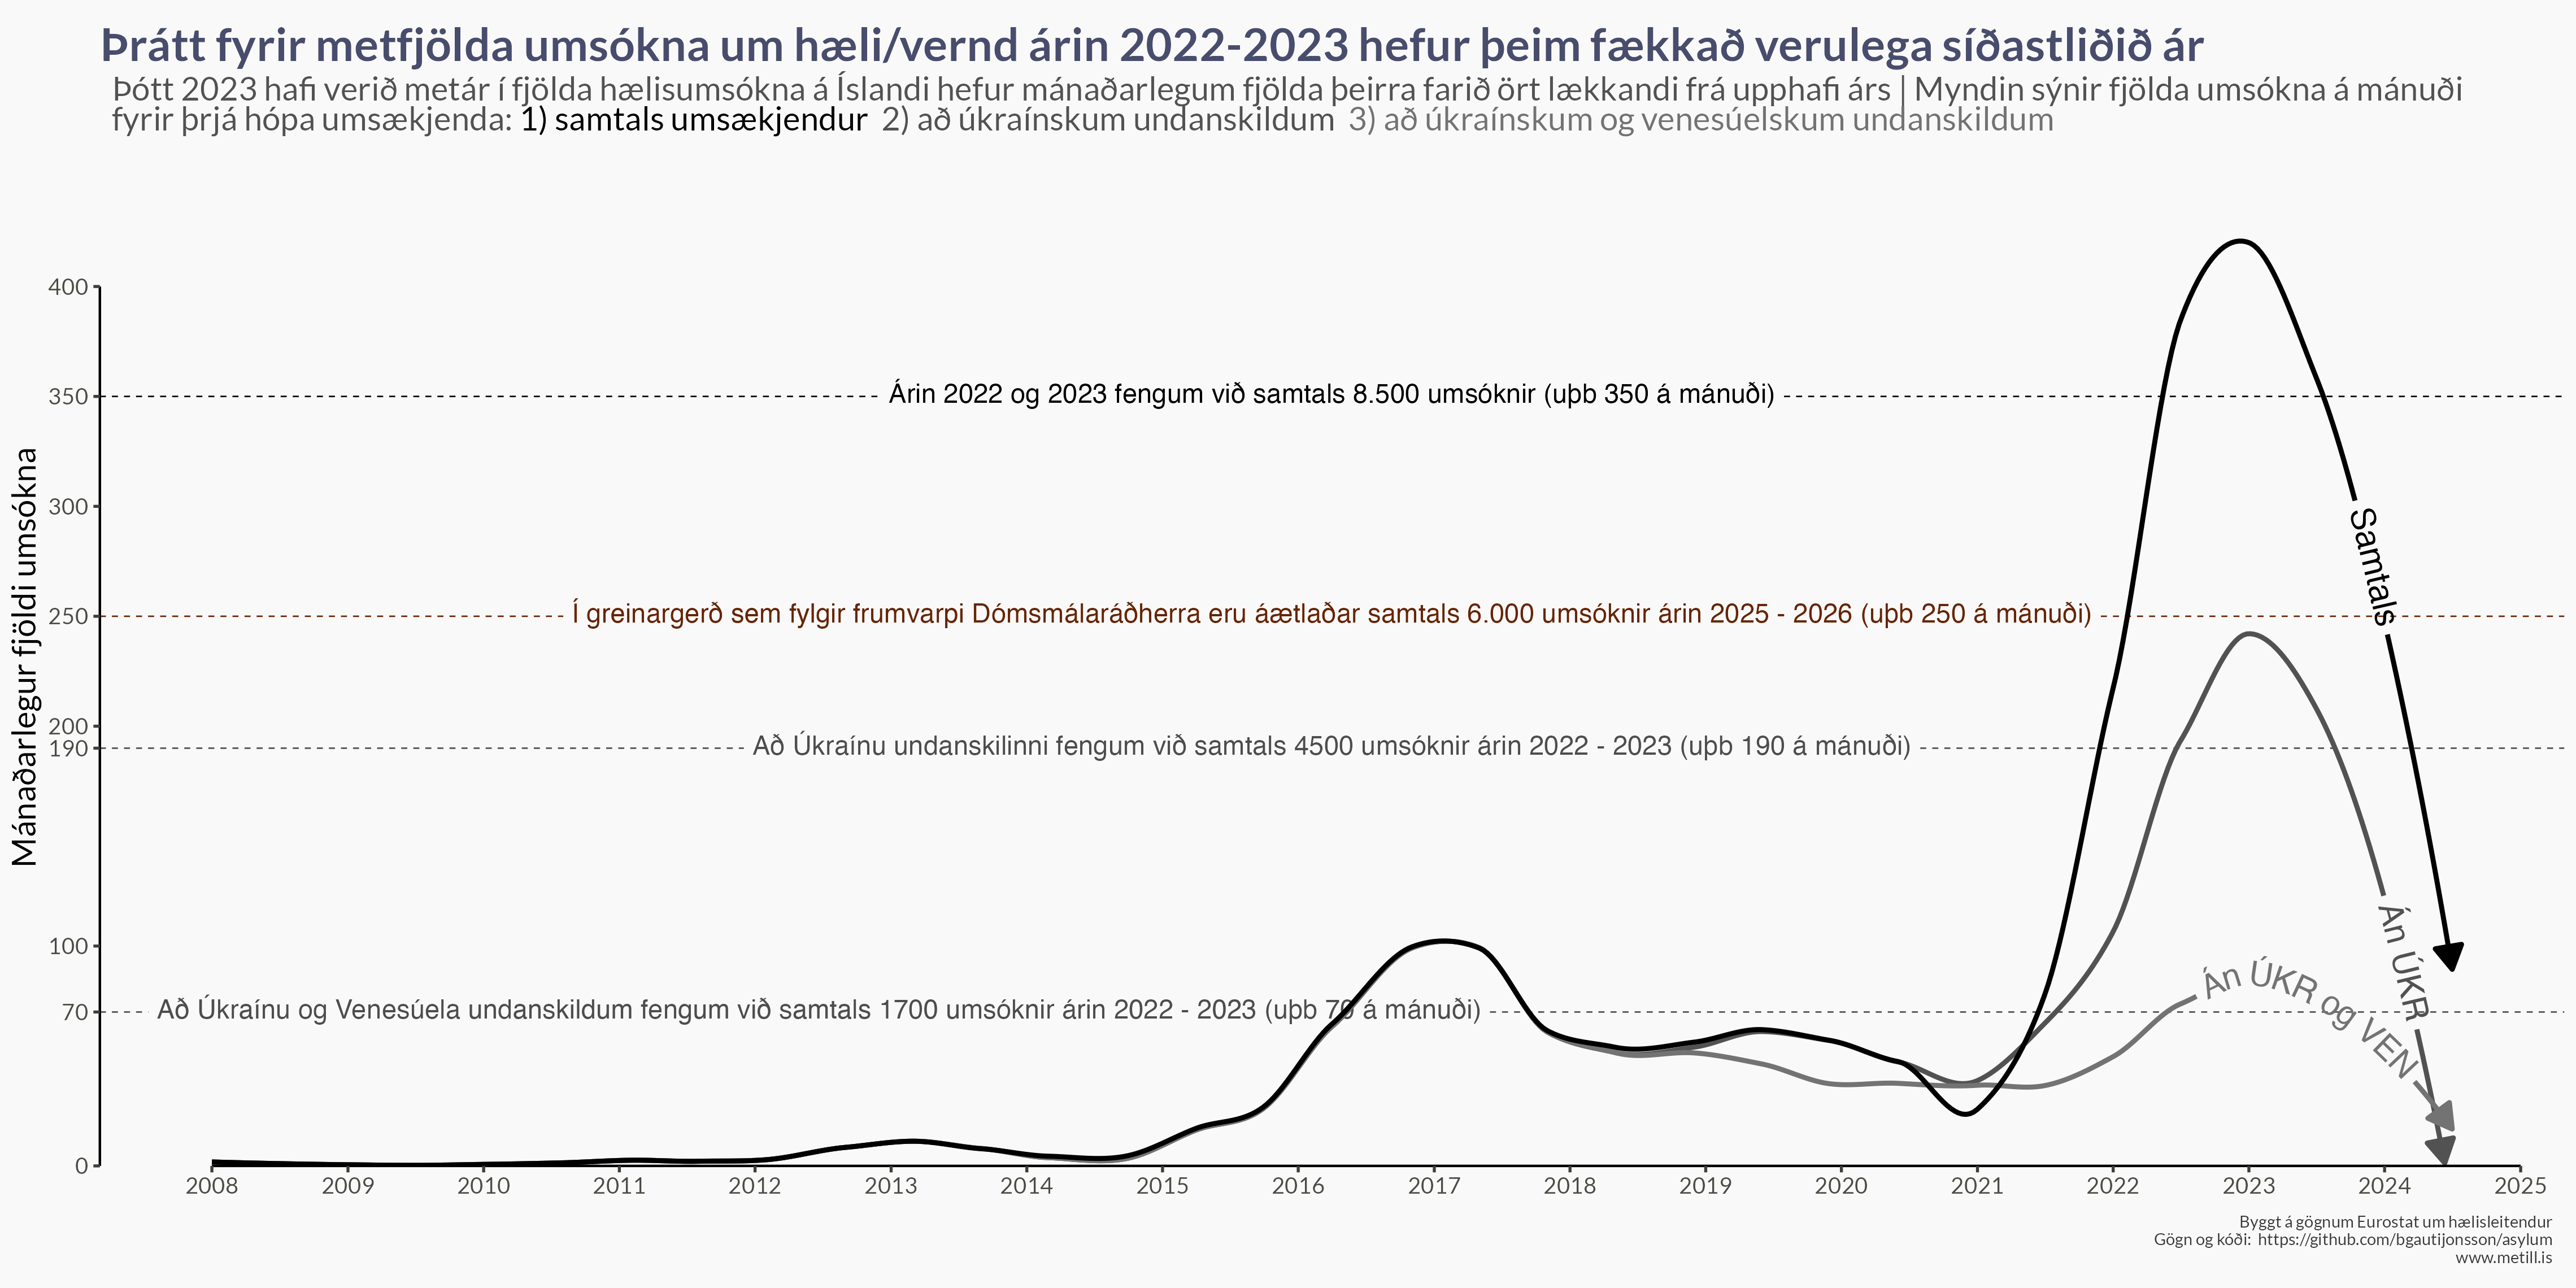 Þrátt fyrir metfjölda umsókna um hæli/vernd árin 2022-2023 hefur þeim fækkað verulega síðastliðið ár
Þótt 2023 hafi verið metár í fjölda hælisumsókna á Íslandi hefur mánaðarlegum fjölda þeirra farið ört lækkandi frá upphafi árs | Myndin sýnir fjölda umsókna á mánuði
fyrir þrjá hópa umsækjenda: 1) samtals umsækjendur 2) að úkraínskum undanskildum 3) að úkraínskum og venesúelskum undanskildum
Mánaðarlegur fjöldi umsókna
400
350
300
250
200
190
100
70
0
Árin 2022 og 2023 fengum við samtals 8.500 umsóknir (uþb 350 á mánuði)
Í greinargerð sem fylgir frumvarpi Dómsmálaráðherra eru áætlaðar samtals 6.000 umsóknir árin 2025 - 2026 (uþb 250 á mánuði)
Að Úkraínu undanskilinni fengum við samtals 4500 umsóknir árin 2022 - 2023 (uþb 190 á mánuði)
Að Úkraínu og Venesúela undanskildum fengum við samtals 1700 umsóknir árin 2022 - 2023 (uþb 70 á mánuði)
Samtals
Án ÚKR
Án ÚKR og VEN
2008 2009 2010 2011 2012 2013 2014 2015 2016 2017 2018 2019 2020 2021 2022 2023 2024 2025
Byggt á gögnum Eurostat um hælisleitendur
Gögn og kóði: https://github.com/bgautijonsson/asylum
www.metill.is